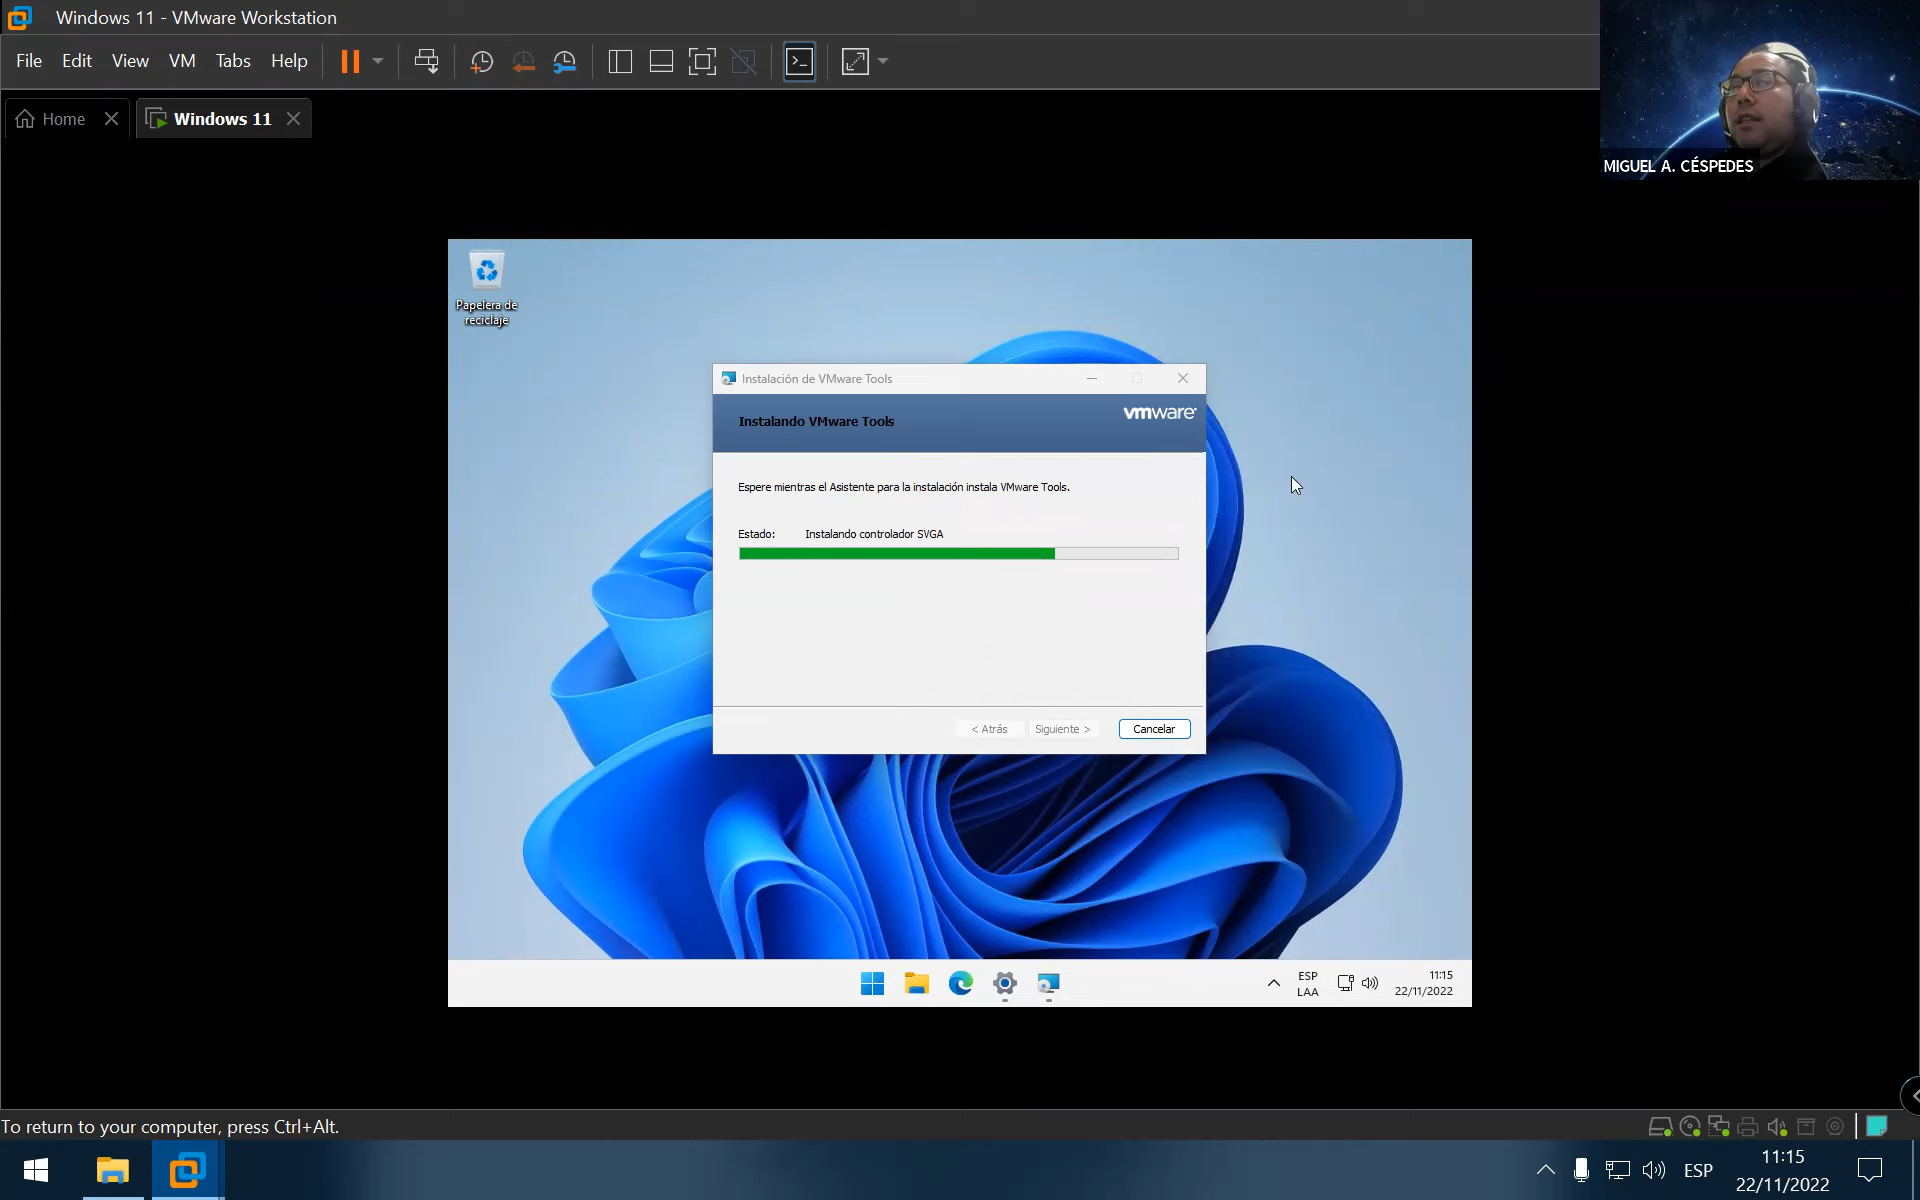 Windows 11 - VMware Workstation
File Edit View VM Tabs Help
MIGUEL A. CÉSPEDES
Home
Windows 11
Papelera de
reciclaje
Instalación de VMware Tools
vmware
Instalando VMware Tools
Espere mientras el Asistente para la instalación instala VMware Tools.
Estado: Instalando controlador SVGA
< Atrás Siguiente > Cancelar
ESP
LAA
11:15
22/11/2022
To return to your computer, press Ctrl+Alt.
ESP
11:15
22/11/2022